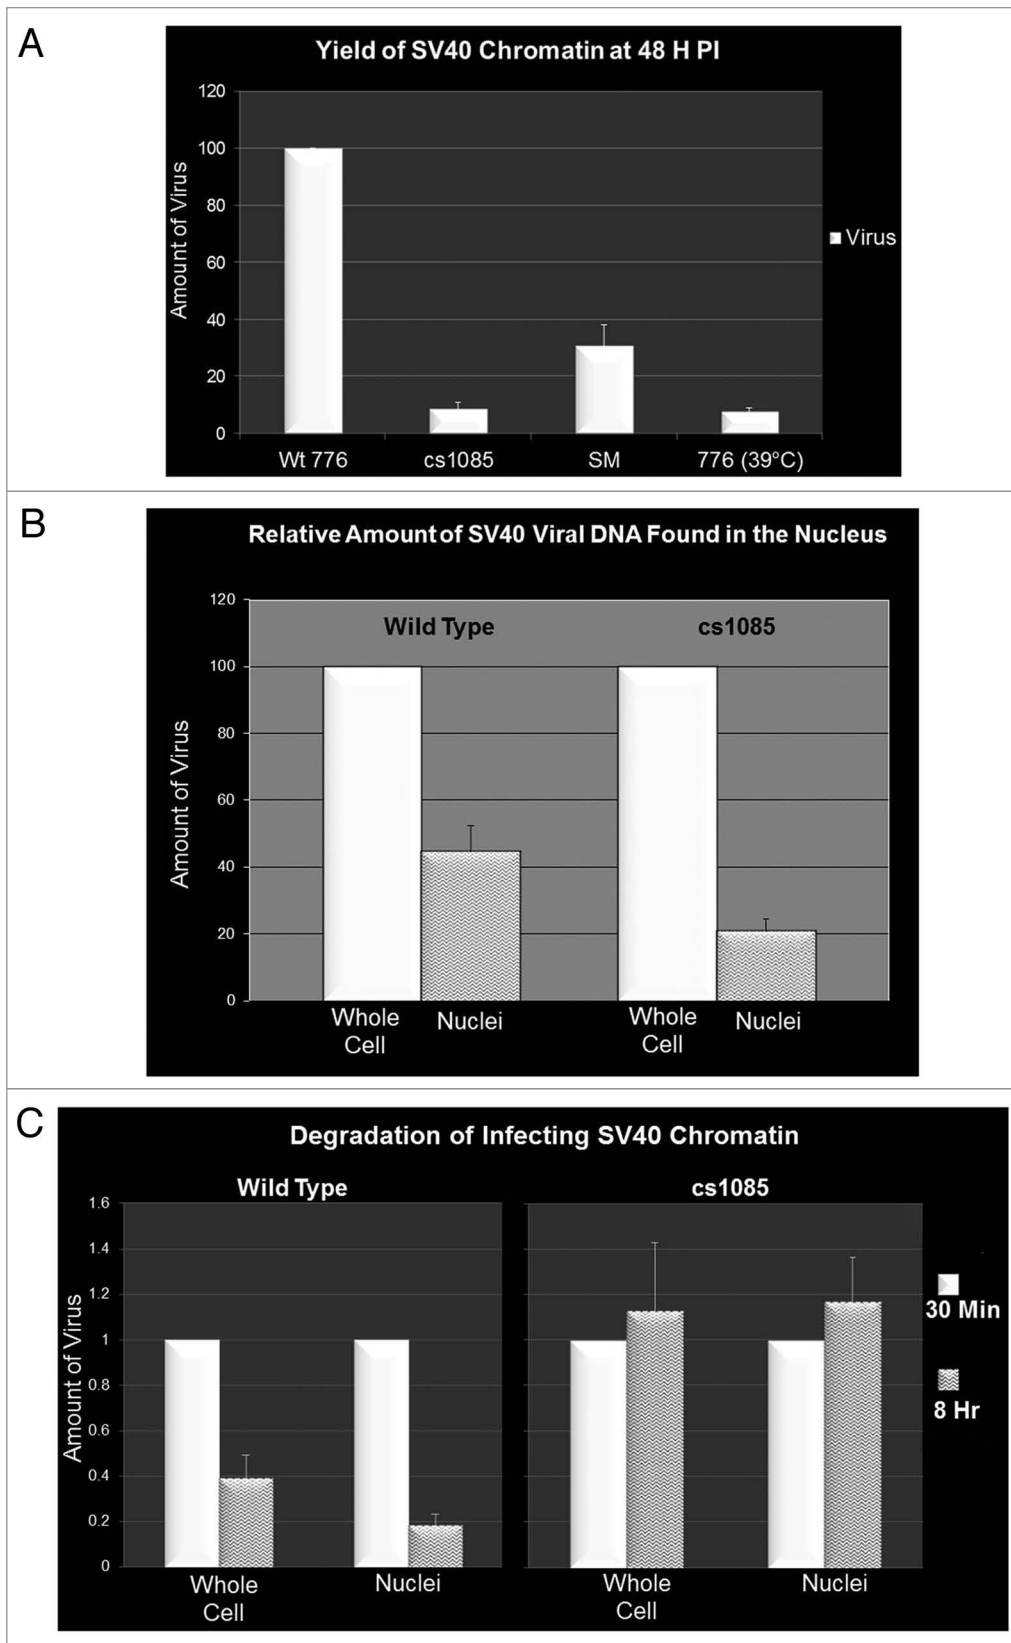 A
Yield of SV40 Chromatin at 48 H PI
120
100
80
60
40
20
0
Amount of Virus
Virus
Wt 776
cs1085
SM
776 (39°C)
B
Relative Amount of SV40 Viral DNA Found in the Nucleus
Wild Type
cs1085
120
100
80
60
40
20
0
Amount of Virus
Whole
Cell
Nuclei
Whole
Cell
Nuclei
C
Degradation of Infecting SV40 Chromatin
Wild Type
cs1085
1.6
1.4
1.2
1
0.8
0.6
0.4
0.2
0
Amount of Virus
30 Min
8 Hr
Whole
Cell
Nuclei
Whole
Cell
Nuclei